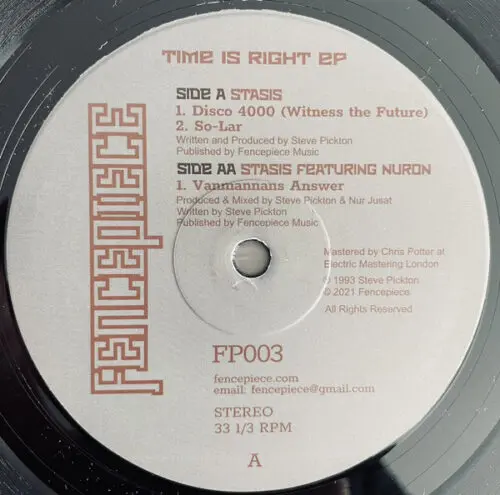 TIME IS RIGHT EP
SIDE A STASIS
1. Disco 4000 (Witness the Future)
2. So-Lar
Written and Produced by Steve Pickton
Published by Fencepiece Music
SIDE AA STASIS FEATURING NURON
1. Vanmannans Answer
Produced & Mixed by Steve Pickton & Nur Jusat
Written by Steve Pickton
Published by Fencepiece Music
FENCEPIECE
Mastered by Chris Potter at
Electric Mastering London
© 1993 Steve Pickton
© 2021 Fencepiece.
All Rights Reserved
FP003
fencepiece.com
email: fencepiece@gmail.com
STEREO
33 1/3 RPM
A